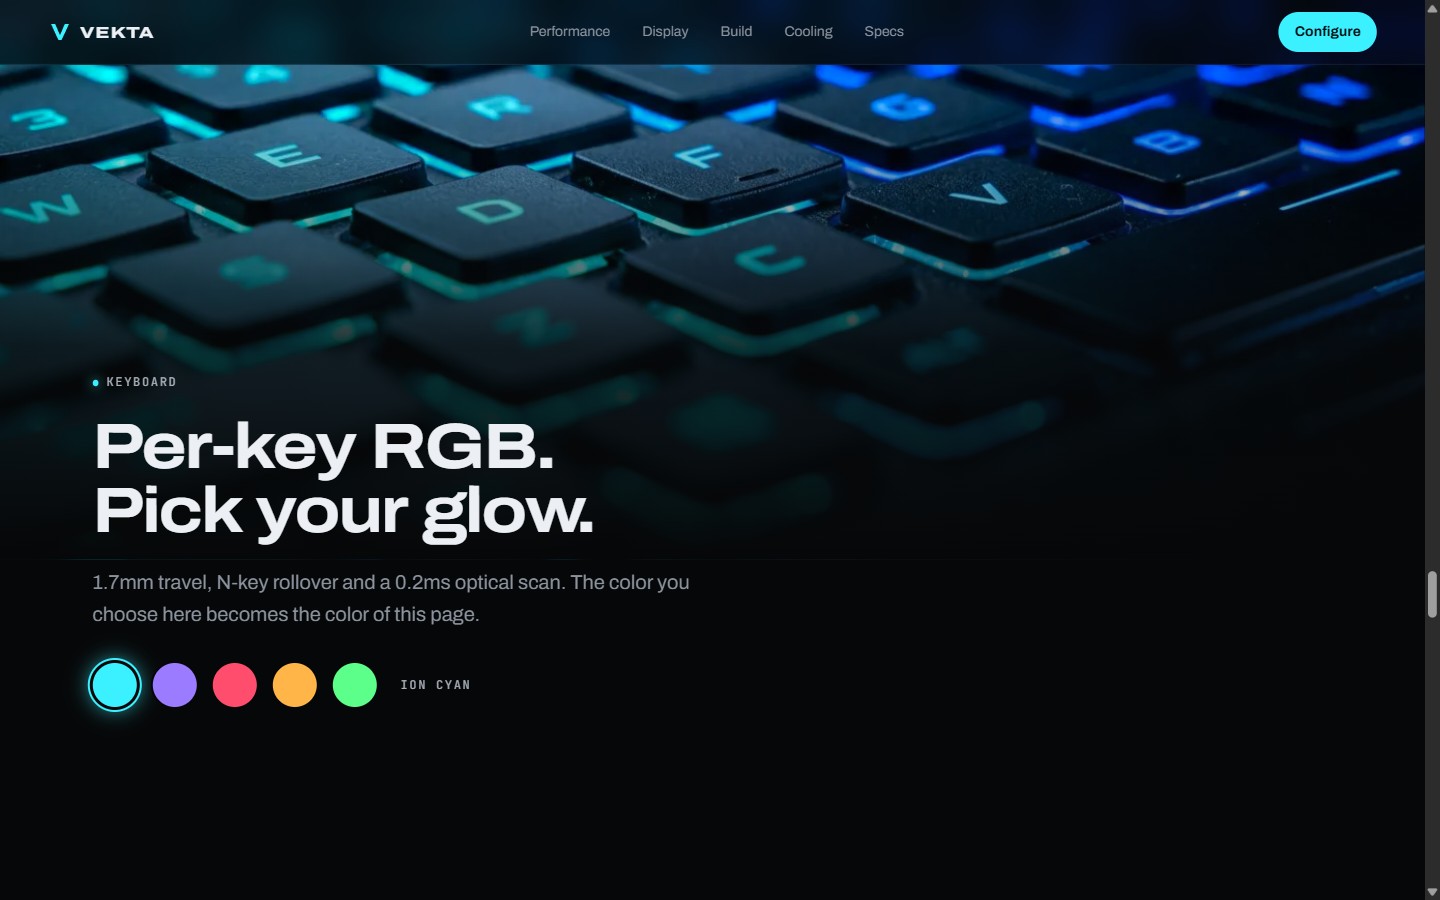 VEKTA
Performance
Display
Build
Cooling
Specs
Configure
R
G
B
E
F
V
W
D
C
KEYBOARD
Per-key RGB.
Pick your glow.
1.7mm travel, N-key rollover and a 0.2ms optical scan. The color you
choose here becomes the color of this page.
ION CYAN